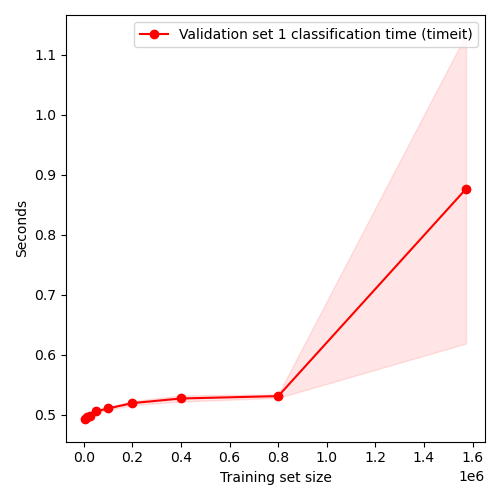 Validation set 1 classification time (timeit)
1.1
1.0
0.9
0.8
0.7
0.6
0.5
Seconds
0.0 0.2 0.4 0.6 0.8 1.0 1.2 1.4 1.6
1e6
Training set size